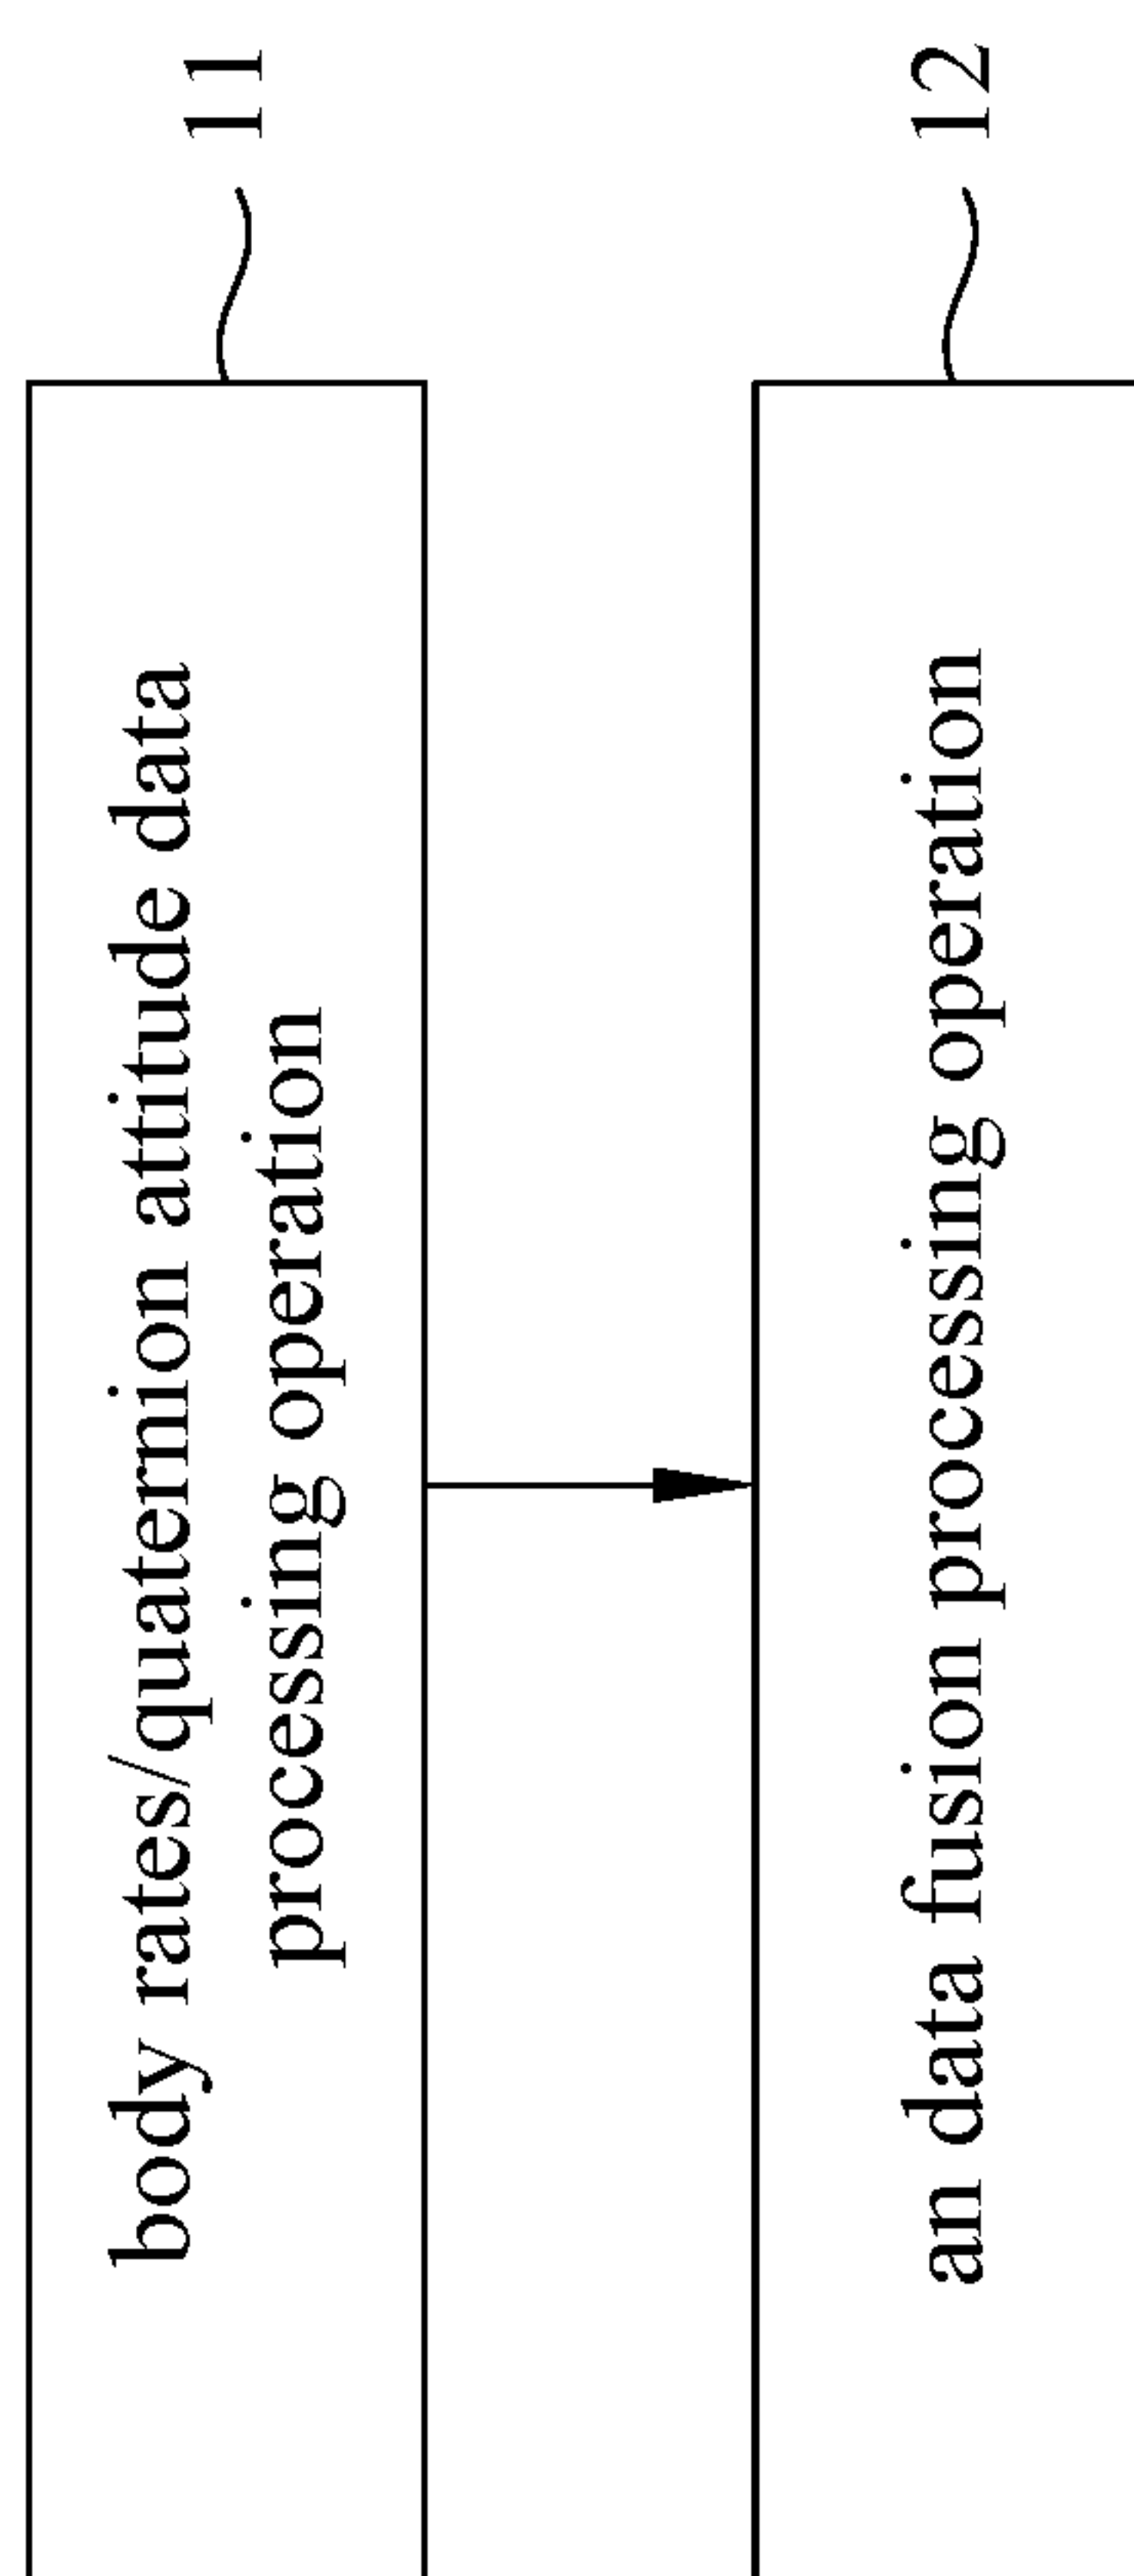 body rates/quaternion attitude data
processing operation
11
an data fusion processing operation
12